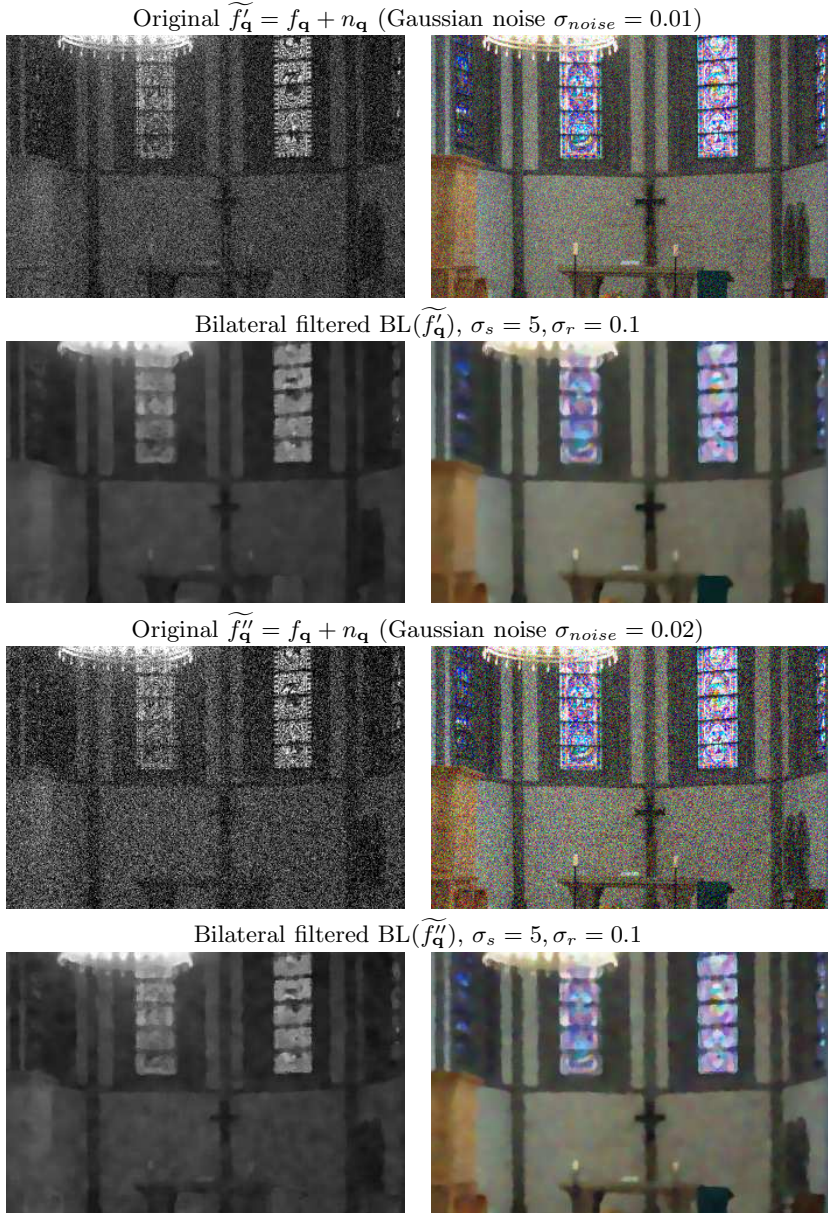 Original $\widetilde{f'_{\mathbf{q}}} = f_{\mathbf{q}} + n_{\mathbf{q}}$ (Gaussian noise $\sigma_{noise} = 0.01$)
Bilateral filtered BL($\widetilde{f'_{\mathbf{q}}}$), $\sigma_s = 5, \sigma_r = 0.1$
Original $\widetilde{f''_{\mathbf{q}}} = f_{\mathbf{q}} + n_{\mathbf{q}}$ (Gaussian noise $\sigma_{noise} = 0.02$)
Bilateral filtered BL($\widetilde{f''_{\mathbf{q}}}$), $\sigma_s = 5, \sigma_r = 0.1$